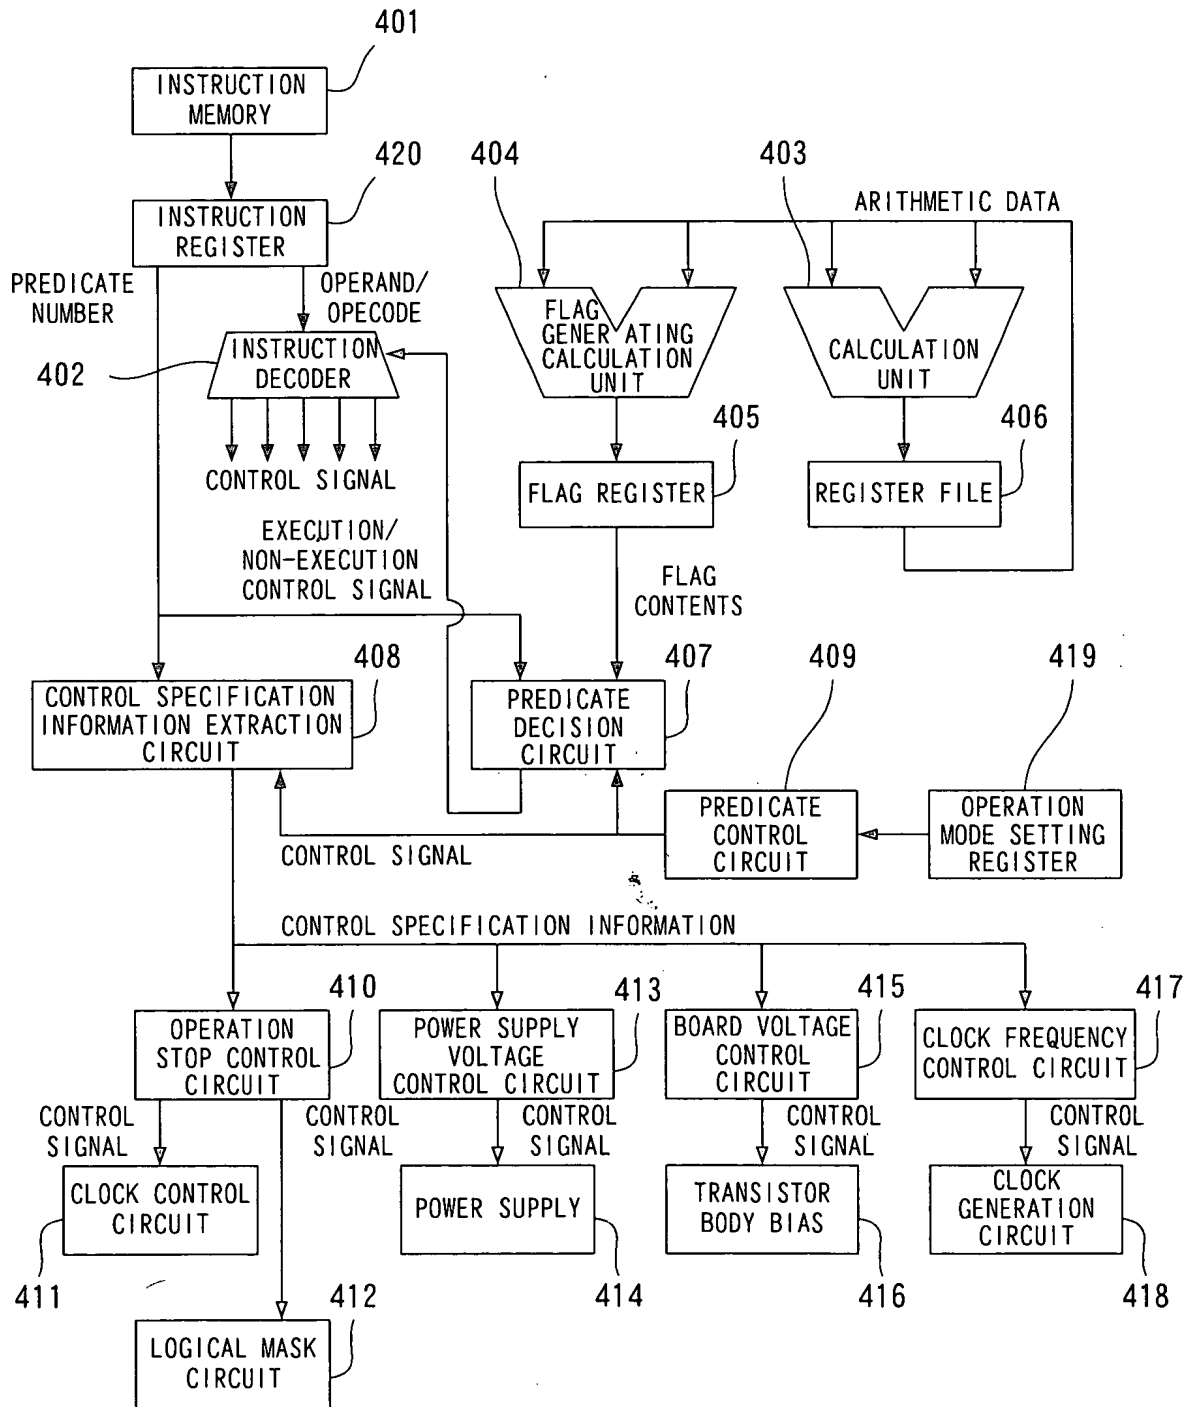 401
INSTRUCTION
MEMORY
420
INSTRUCTION
REGISTER
404
403
ARITHMETIC DATA
PREDICATE
NUMBER
OPERAND/
OPECODE
402
INSTRUCTION
DECODER
FLAG
GENERATING
CALCULATION
UNIT
CALCULATION
UNIT
CONTROL SIGNAL
405
FLAG REGISTER
406
REGISTER FILE
EXECUTION/
NON-EXECUTION
CONTROL SIGNAL
FLAG
CONTENTS
408
CONTROL SPECIFICATION
INFORMATION EXTRACTION
CIRCUIT
407
PREDICATE
DECISION
CIRCUIT
409
PREDICATE
CONTROL
CIRCUIT
419
OPERATION
MODE SETTING
REGISTER
CONTROL SIGNAL
CONTROL SPECIFICATION INFORMATION
410
OPERATION
STOP CONTROL
CIRCUIT
413
POWER SUPPLY
VOLTAGE
CONTROL CIRCUIT
415
BOARD VOLTAGE
CONTROL
CIRCUIT
417
CLOCK FREQUENCY
CONTROL CIRCUIT
CONTROL
SIGNAL
CONTROL
SIGNAL
CONTROL
SIGNAL
CONTROL
SIGNAL
CONTROL
SIGNAL
CLOCK CONTROL
CIRCUIT
411
POWER SUPPLY
414
TRANSISTOR
BODY BIAS
416
CLOCK
GENERATION
CIRCUIT
418
412
LOGICAL MASK
CIRCUIT